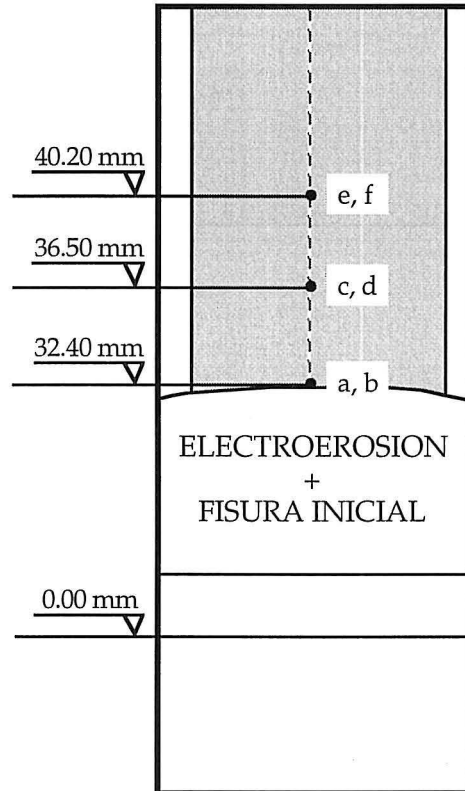 40.20 mm
e, f
36.50 mm
c, d
32.40 mm
a, b
ELECTROEROSION
+
FISURA INICIAL
0.00 mm